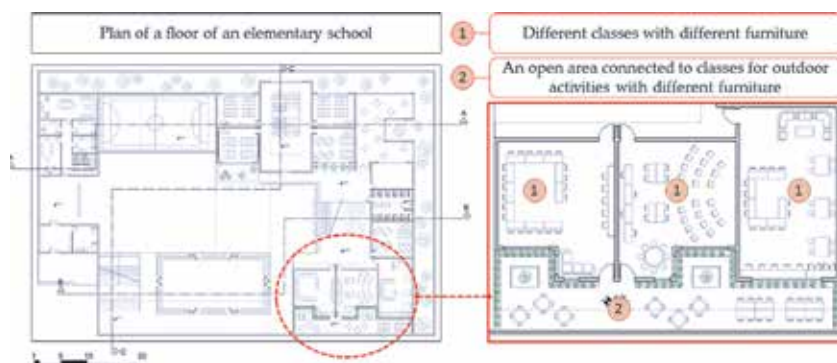 Plan of a floor of an elementary school
1
Different classes with different furniture
2
An open area connected to classes for outdoor
activities with different furniture
1
1
1
2